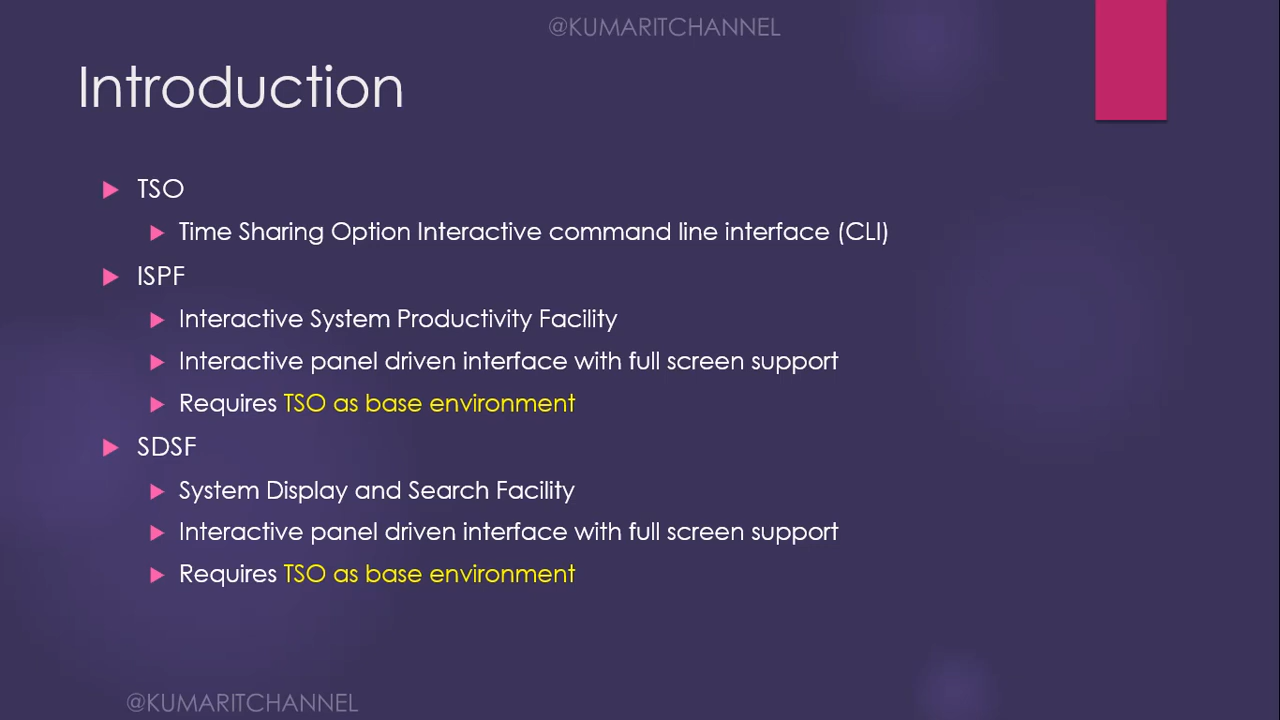 @KUMARITCHANNEL
Introduction
TSO
Time Sharing Option Interactive command line interface (CLI)
ISPF
Interactive System Productivity Facility
Interactive panel driven interface with full screen support
Requires TSO as base environment
SDSF
System Display and Search Facility
Interactive panel driven interface with full screen support
Requires TSO as base environment
@KUMARITCHANNEL